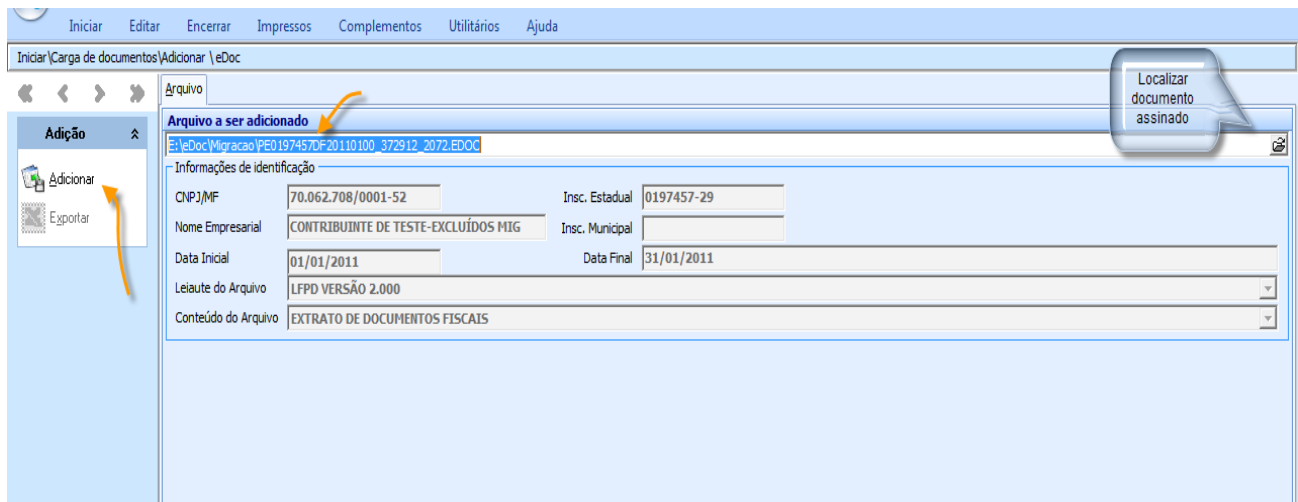 Iniciar Editar Encerrar Impressos Complementos Utilitários Ajuda
Iniciar\Carga de documentos\Adicionar \ eDoc
Localizar
documento
assinado
Arquivo
Adição
Adicionar
Exportar
Arquivo a ser adicionado
E:\eDoc\Migracao\PE0197457DF20110100_372912_2072.EDOC
Informações de identificação
CNPJ/MF 70.062.708/0001-52 Insc. Estadual 0197457-29
Nome Empresarial CONTRIBUINTE DE TESTE-EXCLUÍDOS MIG Insc. Municipal
Data Inicial 01/01/2011 Data Final 31/01/2011
Leiaute do Arquivo LFPD VERSÃO 2.000
Conteúdo do Arquivo EXTRATO DE DOCUMENTOS FISCAIS